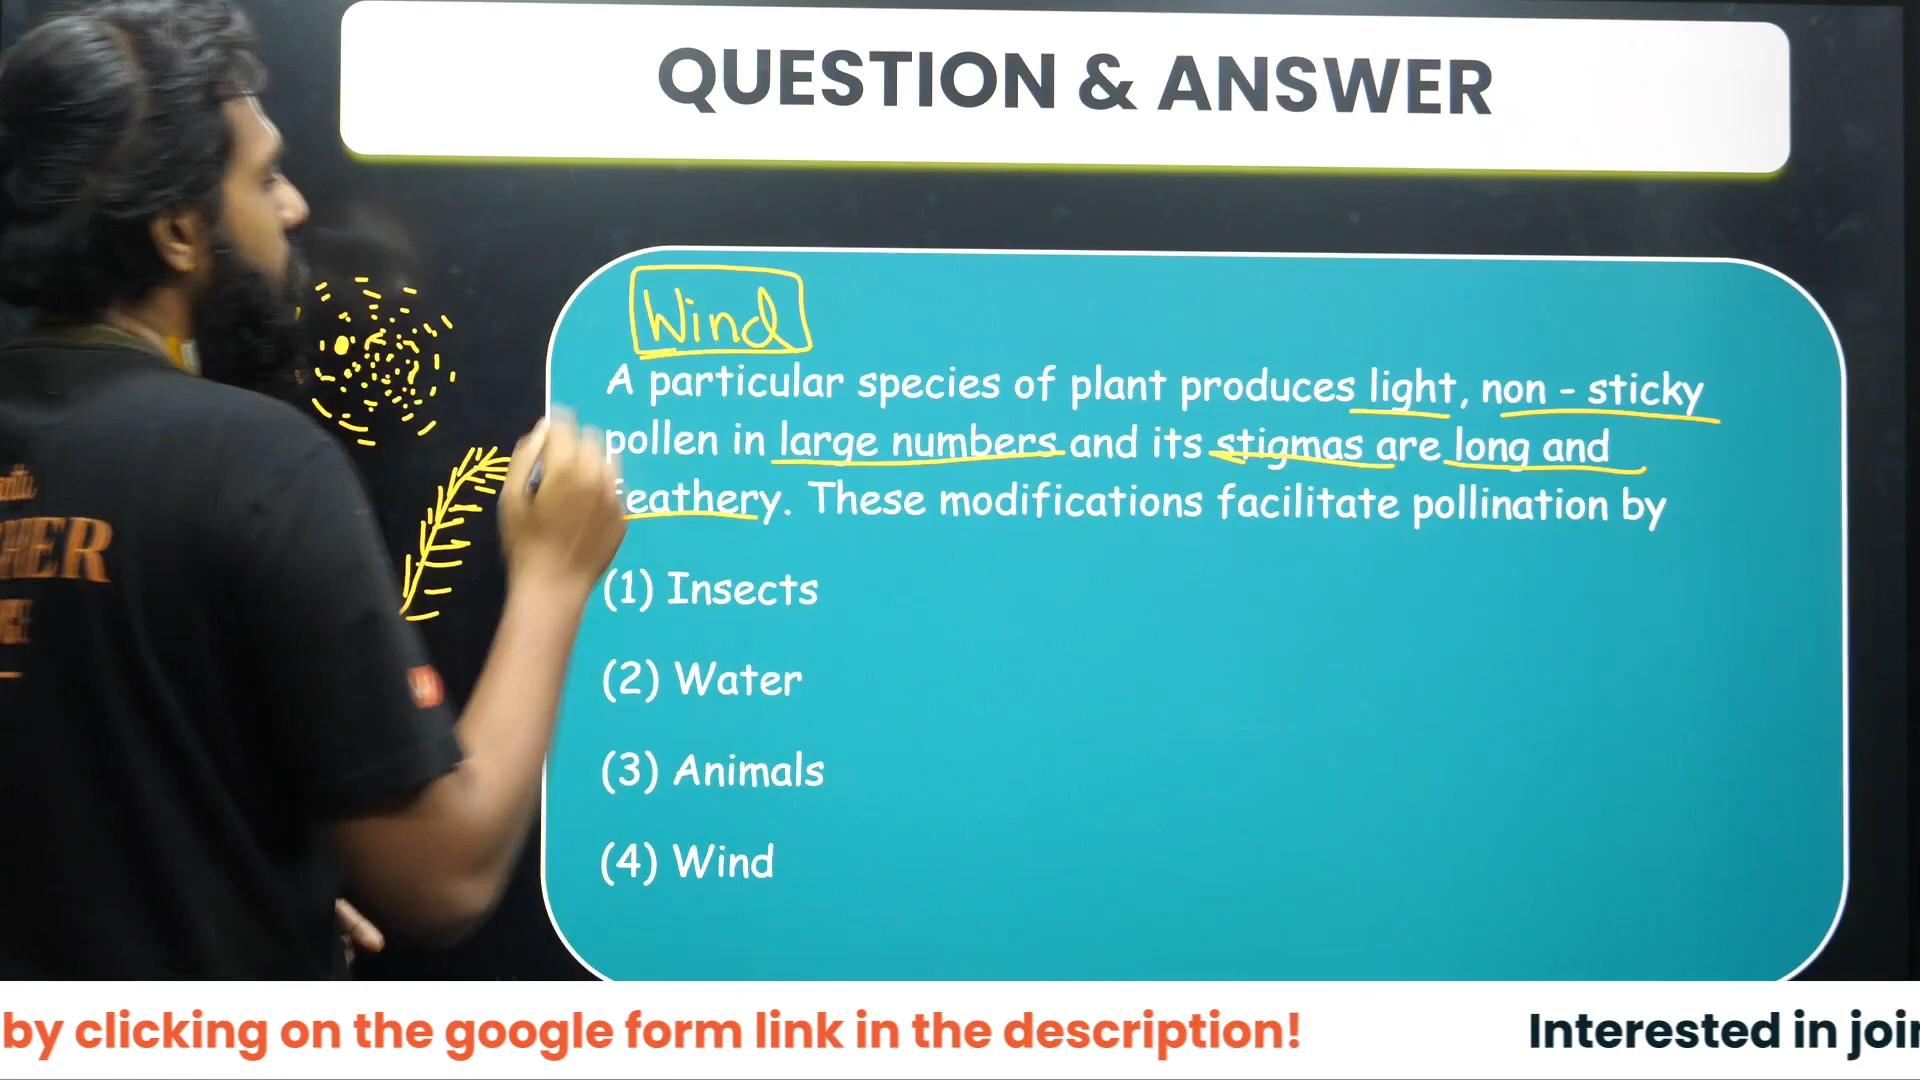 QUESTION & ANSWER
Wind
A particular species of plant produces light, non - sticky
pollen in large numbers and its stigmas are long and
feathery. These modifications facilitate pollination by
(1) Insects
(2) Water
(3) Animals
(4) Wind
by clicking on the google form link in the description!
Interested in